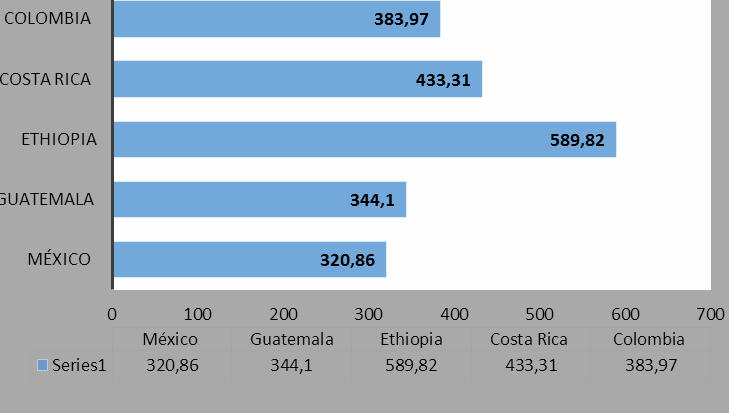 COLOMBIA 383,97
COSTA RICA 433,31
ETHIOPIA 589,82
GUATEMALA 344,1
MÉXICO 320,86
0 100 200 300 400 500 600 700
México Guatemala Ethiopia Costa Rica Colombia
Series1 320,86 344,1 589,82 433,31 383,97